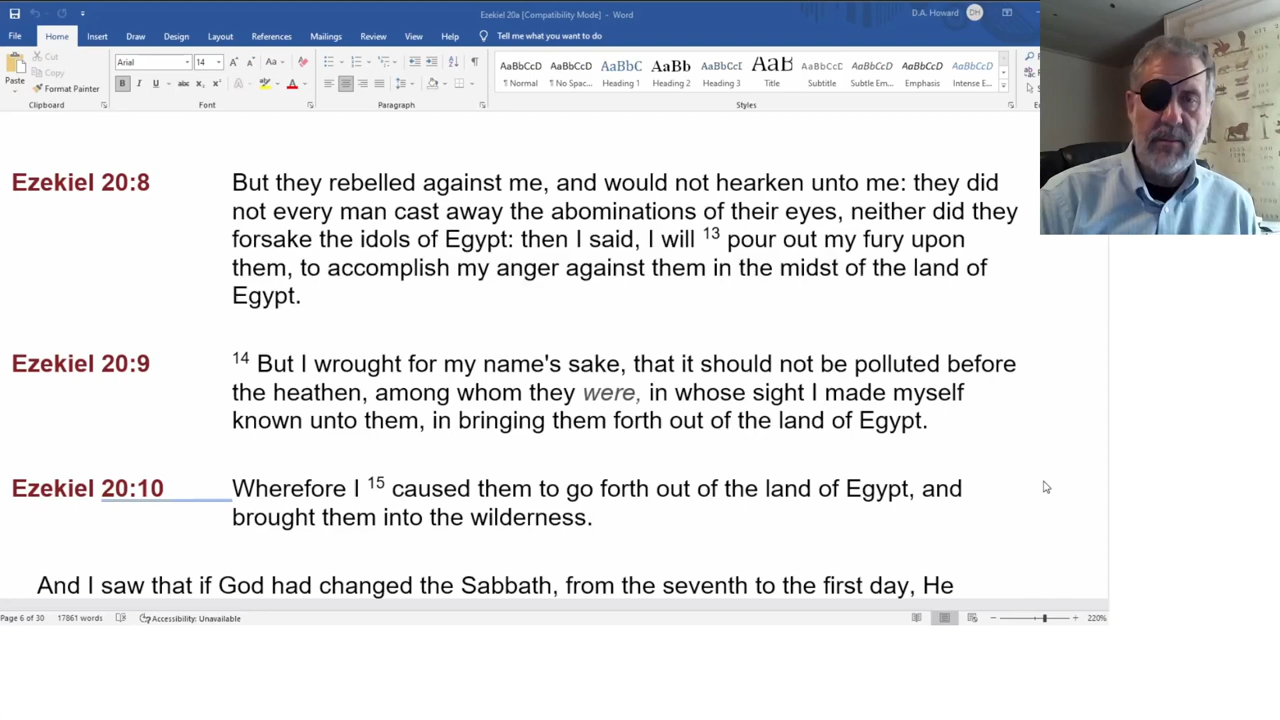 Ezekiel 20a [Compatibility Mode] - Word
D.A. Howard DH
File Home Insert Draw Design Layout References Mailings Review View Help Tell me what you want to do
Paste
Cut
Copy
Format Painter
Clipboard
Arial 14
Font
Paragraph
AaBbCcD AaBbCcD AaBbC AaBb AaBbCcD AaB AaBbCcD AaBbCcD AaBbCcD AaBbCcD
¶ Normal ¶ No Spac... Heading 1 Heading 2 Heading 3 Title Subtitle Subtle Em... Emphasis Intense E...
Styles
Ezekiel 20:8 But they rebelled against me, and would not hearken unto me: they did
not every man cast away the abominations of their eyes, neither did they
forsake the idols of Egypt: then I said, I will 13 pour out my fury upon
them, to accomplish my anger against them in the midst of the land of
Egypt.
Ezekiel 20:9 14 But I wrought for my name's sake, that it should not be polluted before
the heathen, among whom they were, in whose sight I made myself
known unto them, in bringing them forth out of the land of Egypt.
Ezekiel 20:10 Wherefore I 15 caused them to go forth out of the land of Egypt, and
brought them into the wilderness.
And I saw that if God had changed the Sabbath, from the seventh to the first day, He
Page 6 of 30 17861 words Accessibility: Unavailable 220%